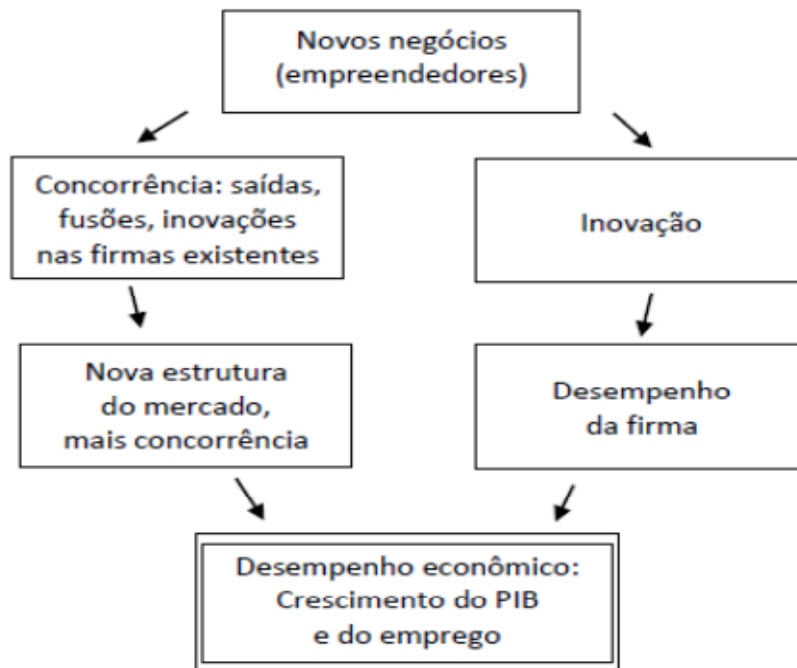 Novos negócios
(empreendedores)
Concorrência: saídas,
fusões, inovações
nas firmas existentes
Inovação
Nova estrutura
do mercado,
mais concorrência
Desempenho
da firma
Desempenho econômico:
Crescimento do PIB
e do emprego